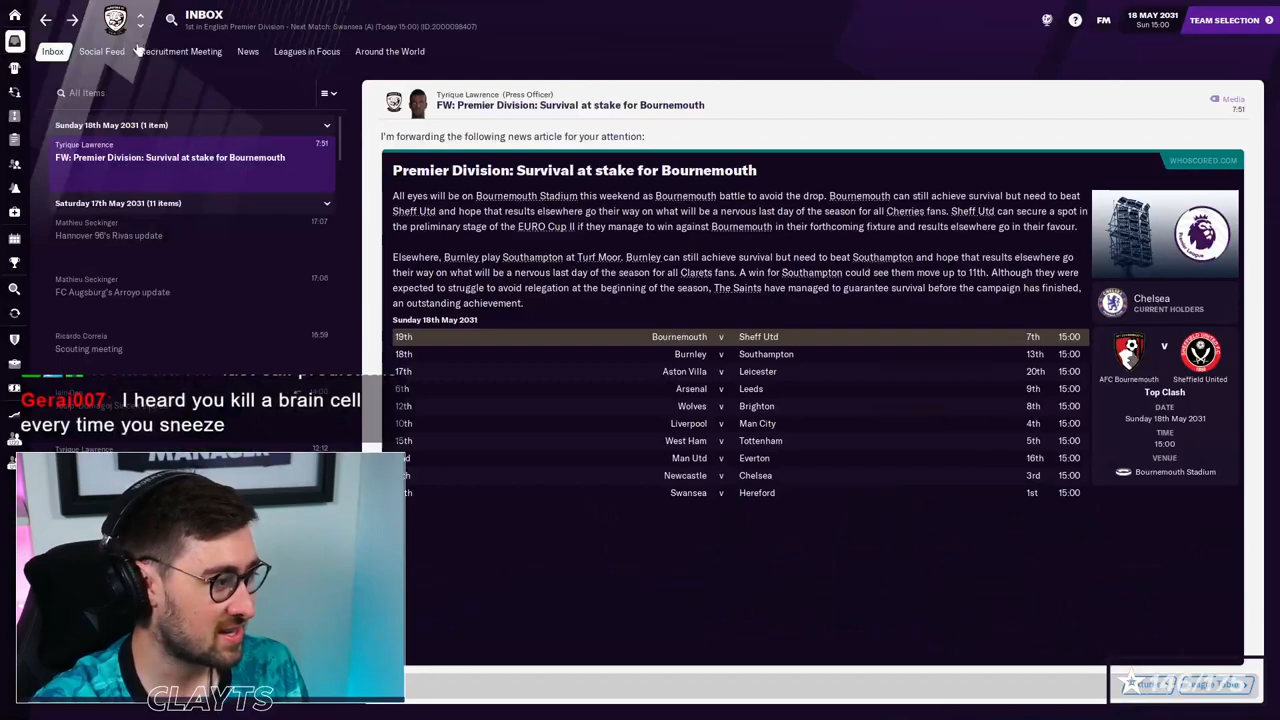 INBOX
1st in English Premier Division - Next Match: Swansea (A) (Today 15:00) (ID:2000098407)
FM
18 MAY 2031
Sun 15:00
TEAM SELECTION
Inbox
Social Feed
Recruitment Meeting
News
Leagues in Focus
Around the World
All Items
Sunday 18th May 2031 (1 item)
Tyrique Lawrence
7:51
FW: Premier Division: Survival at stake for Bournemouth
Saturday 17th May 2031 (11 items)
Mathieu Seckinger
17:07
Hannover 96's Rivas update
Mathieu Seckinger
17:06
FC Augsburg's Arroyo update
Ricardo Correia
16:59
Scouting meeting
Gerai007: I heard you kill a brain cell
every time you sneeze
Tyrique Lawrence
12:12
MANAGER
CLAYTS
Tyrique Lawrence (Press Officer)
FW: Premier Division: Survival at stake for Bournemouth
Media
7:51
I'm forwarding the following news article for your attention:
WHOSCORED.COM
Premier Division: Survival at stake for Bournemouth
All eyes will be on Bournemouth Stadium this weekend as Bournemouth battle to avoid the drop. Bournemouth can still achieve survival but need to beat
Sheff Utd and hope that results elsewhere go their way on what will be a nervous last day of the season for all Cherries fans. Sheff Utd can secure a spot in
the preliminary stage of the EURO Cup II if they manage to win against Bournemouth in their forthcoming fixture and results elsewhere go in their favour.
Elsewhere, Burnley play Southampton at Turf Moor. Burnley can still achieve survival but need to beat Southampton and hope that results elsewhere go
their way on what will be a nervous last day of the season for all Clarets fans. A win for Southampton could see them move up to 11th. Although they were
expected to struggle to avoid relegation at the beginning of the season, The Saints have managed to guarantee survival before the campaign has finished,
an outstanding achievement.
Sunday 18th May 2031
19th Bournemouth v Sheff Utd 7th 15:00
18th Burnley v Southampton 13th 15:00
17th Aston Villa v Leicester 20th 15:00
6th Arsenal v Leeds 9th 15:00
12th Wolves v Brighton 8th 15:00
10th Liverpool v Man City 4th 15:00
15th West Ham v Tottenham 5th 15:00
Man Utd v Everton 16th 15:00
Newcastle v Chelsea 3rd 15:00
Swansea v Hereford 1st 15:00
Chelsea
CURRENT HOLDERS
v
AFC Bournemouth
Sheffield United
Top Clash
DATE
Sunday 18th May 2031
TIME
15:00
VENUE
Bournemouth Stadium